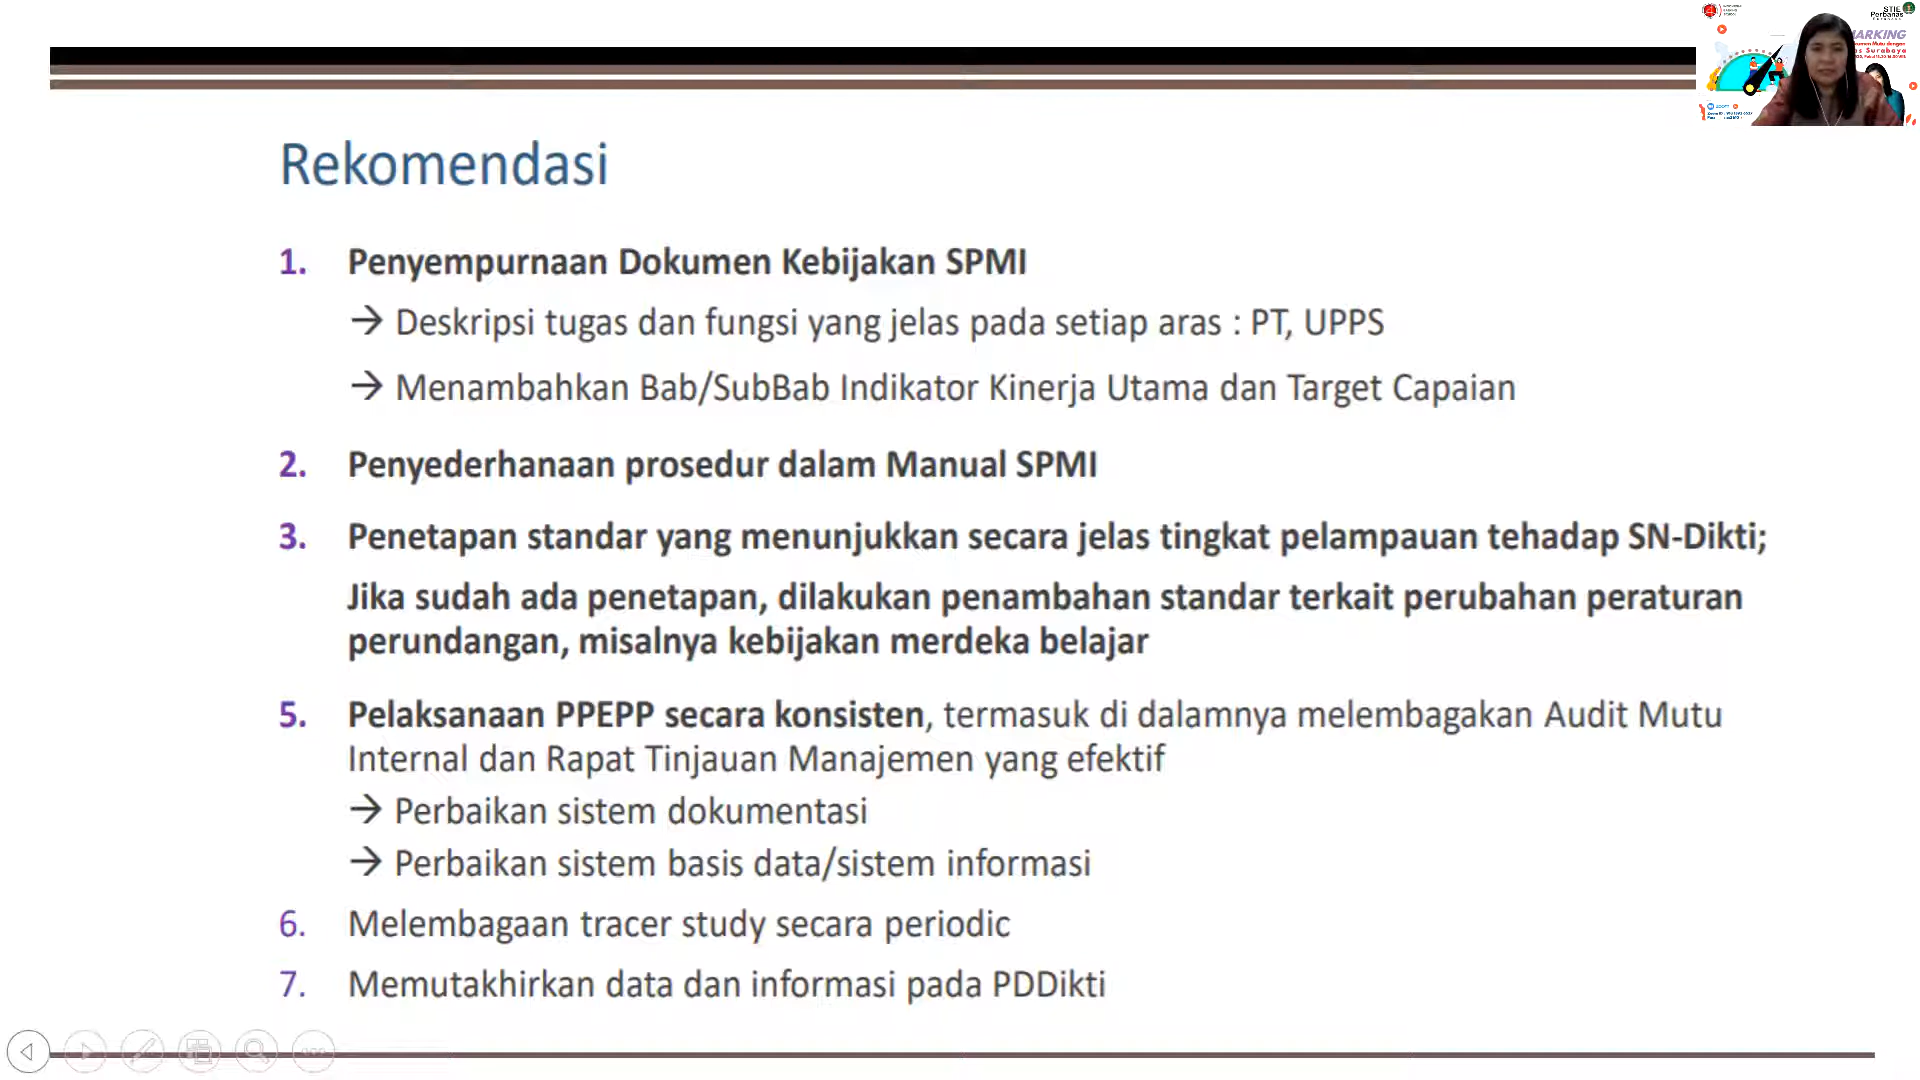 STIE
Perbanas
Rekomendasi
1. Penyempurnaan Dokumen Kebijakan SPMI
→ Deskripsi tugas dan fungsi yang jelas pada setiap aras : PT, UPPS
→ Menambahkan Bab/SubBab Indikator Kinerja Utama dan Target Capaian
2. Penyederhanaan prosedur dalam Manual SPMI
3. Penetapan standar yang menunjukkan secara jelas tingkat pelampauan tehadap SN-Dikti;
Jika sudah ada penetapan, dilakukan penambahan standar terkait perubahan peraturan
perundangan, misalnya kebijakan merdeka belajar
5. Pelaksanaan PPEPP secara konsisten, termasuk di dalamnya melembagakan Audit Mutu
Internal dan Rapat Tinjauan Manajemen yang efektif
→ Perbaikan sistem dokumentasi
→ Perbaikan sistem basis data/sistem informasi
6. Melembagaan tracer study secara periodic
7. Memutakhirkan data dan informasi pada PDDikti